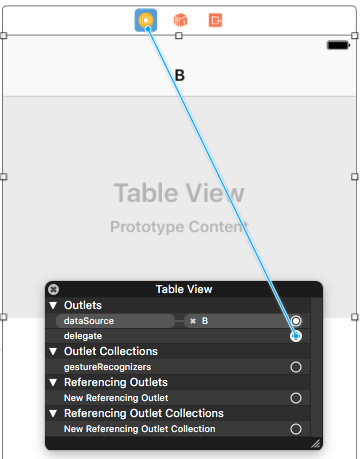 B
Table View
Prototype Content
Table View
Outlets
dataSource B
delegate
Outlet Collections
gestureRecognizers
Referencing Outlets
New Referencing Outlet
Referencing Outlet Collections
New Referencing Outlet Collection